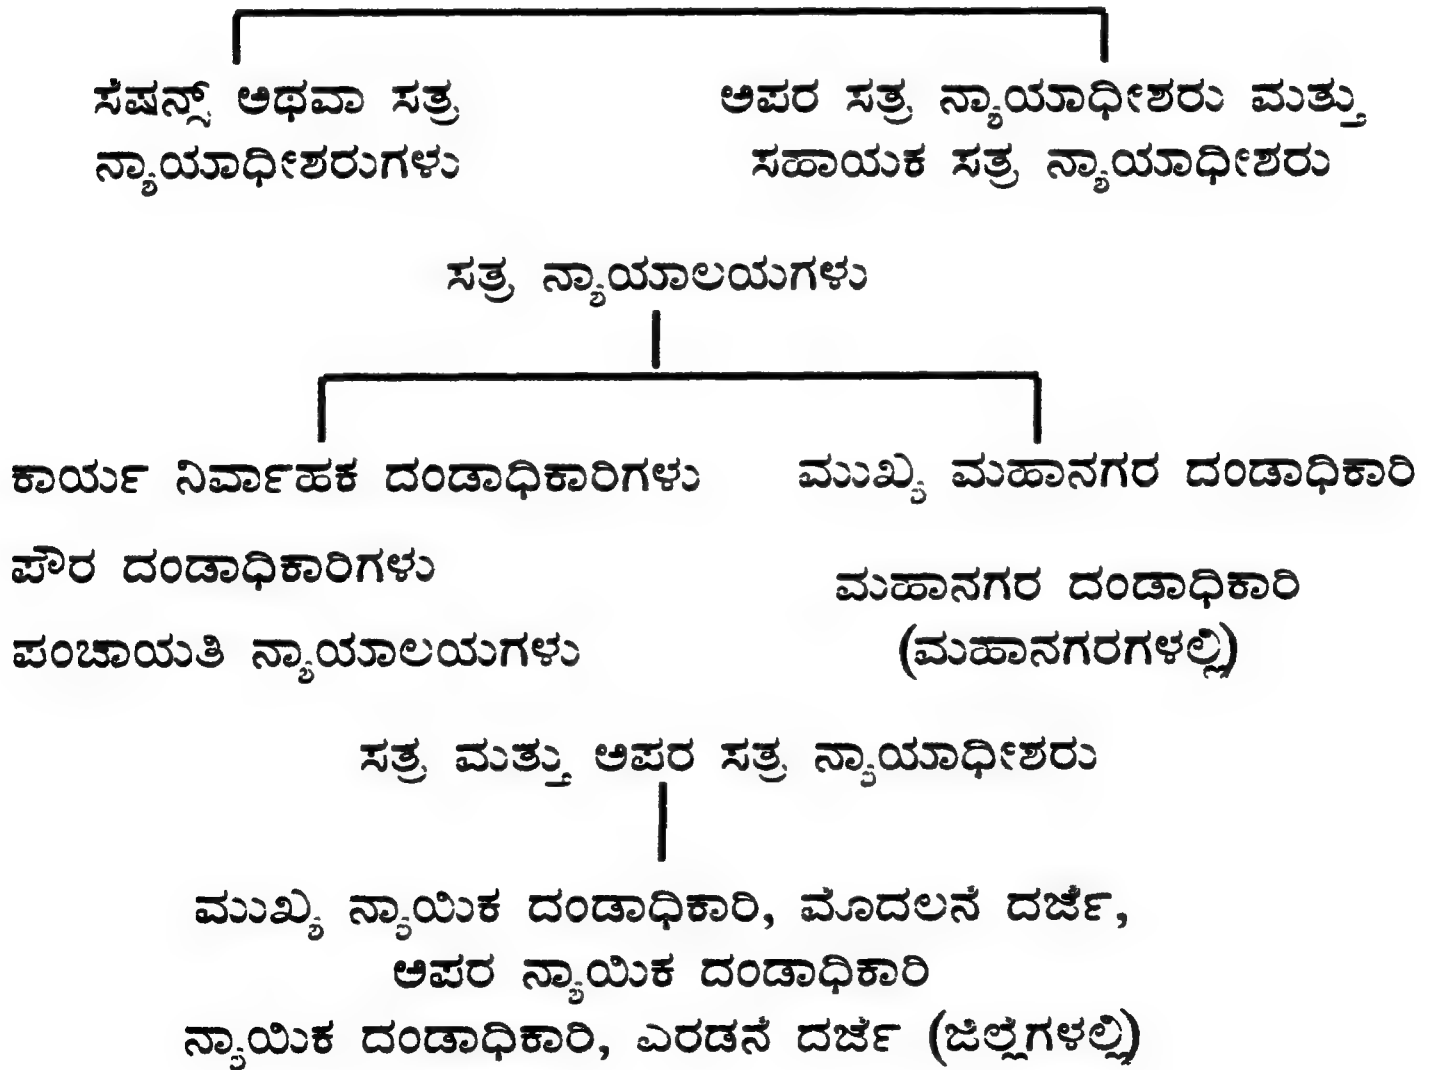 ಸೆಷನ್ಸ್ ಅಥವಾ ಸತ್ರ
ನ್ಯಾಯಾಧೀಶರುಗಳು
ಅಪರ ಸತ್ರ ನ್ಯಾಯಾಧೀಶರು ಮತ್ತು
ಸಹಾಯಕ ಸತ್ರ ನ್ಯಾಯಾಧೀಶರು
ಸತ್ರ ನ್ಯಾಯಾಲಯಗಳು
ಕಾರ್ಯ ನಿರ್ವಾಹಕ ದಂಡಾಧಿಕಾರಿಗಳು
ಪೌರ ದಂಡಾಧಿಕಾರಿಗಳು
ಪಂಚಾಯತಿ ನ್ಯಾಯಾಲಯಗಳು
ಮುಖ್ಯ ಮಹಾನಗರ ದಂಡಾಧಿಕಾರಿ
ಮಹಾನಗರ ದಂಡಾಧಿಕಾರಿ
(ಮಹಾನಗರಗಳಲ್ಲಿ)
ಸತ್ರ ಮತ್ತು ಅಪರ ಸತ್ರ ನ್ಯಾಯಾಧೀಶರು
ಮುಖ್ಯ ನ್ಯಾಯಿಕ ದಂಡಾಧಿಕಾರಿ, ಮೊದಲನೆ ದರ್ಜೆ,
ಅಪರ ನ್ಯಾಯಿಕ ದಂಡಾಧಿಕಾರಿ
ನ್ಯಾಯಿಕ ದಂಡಾಧಿಕಾರಿ, ಎರಡನೆ ದರ್ಜೆ (ಜಿಲ್ಲೆಗಳಲ್ಲಿ)